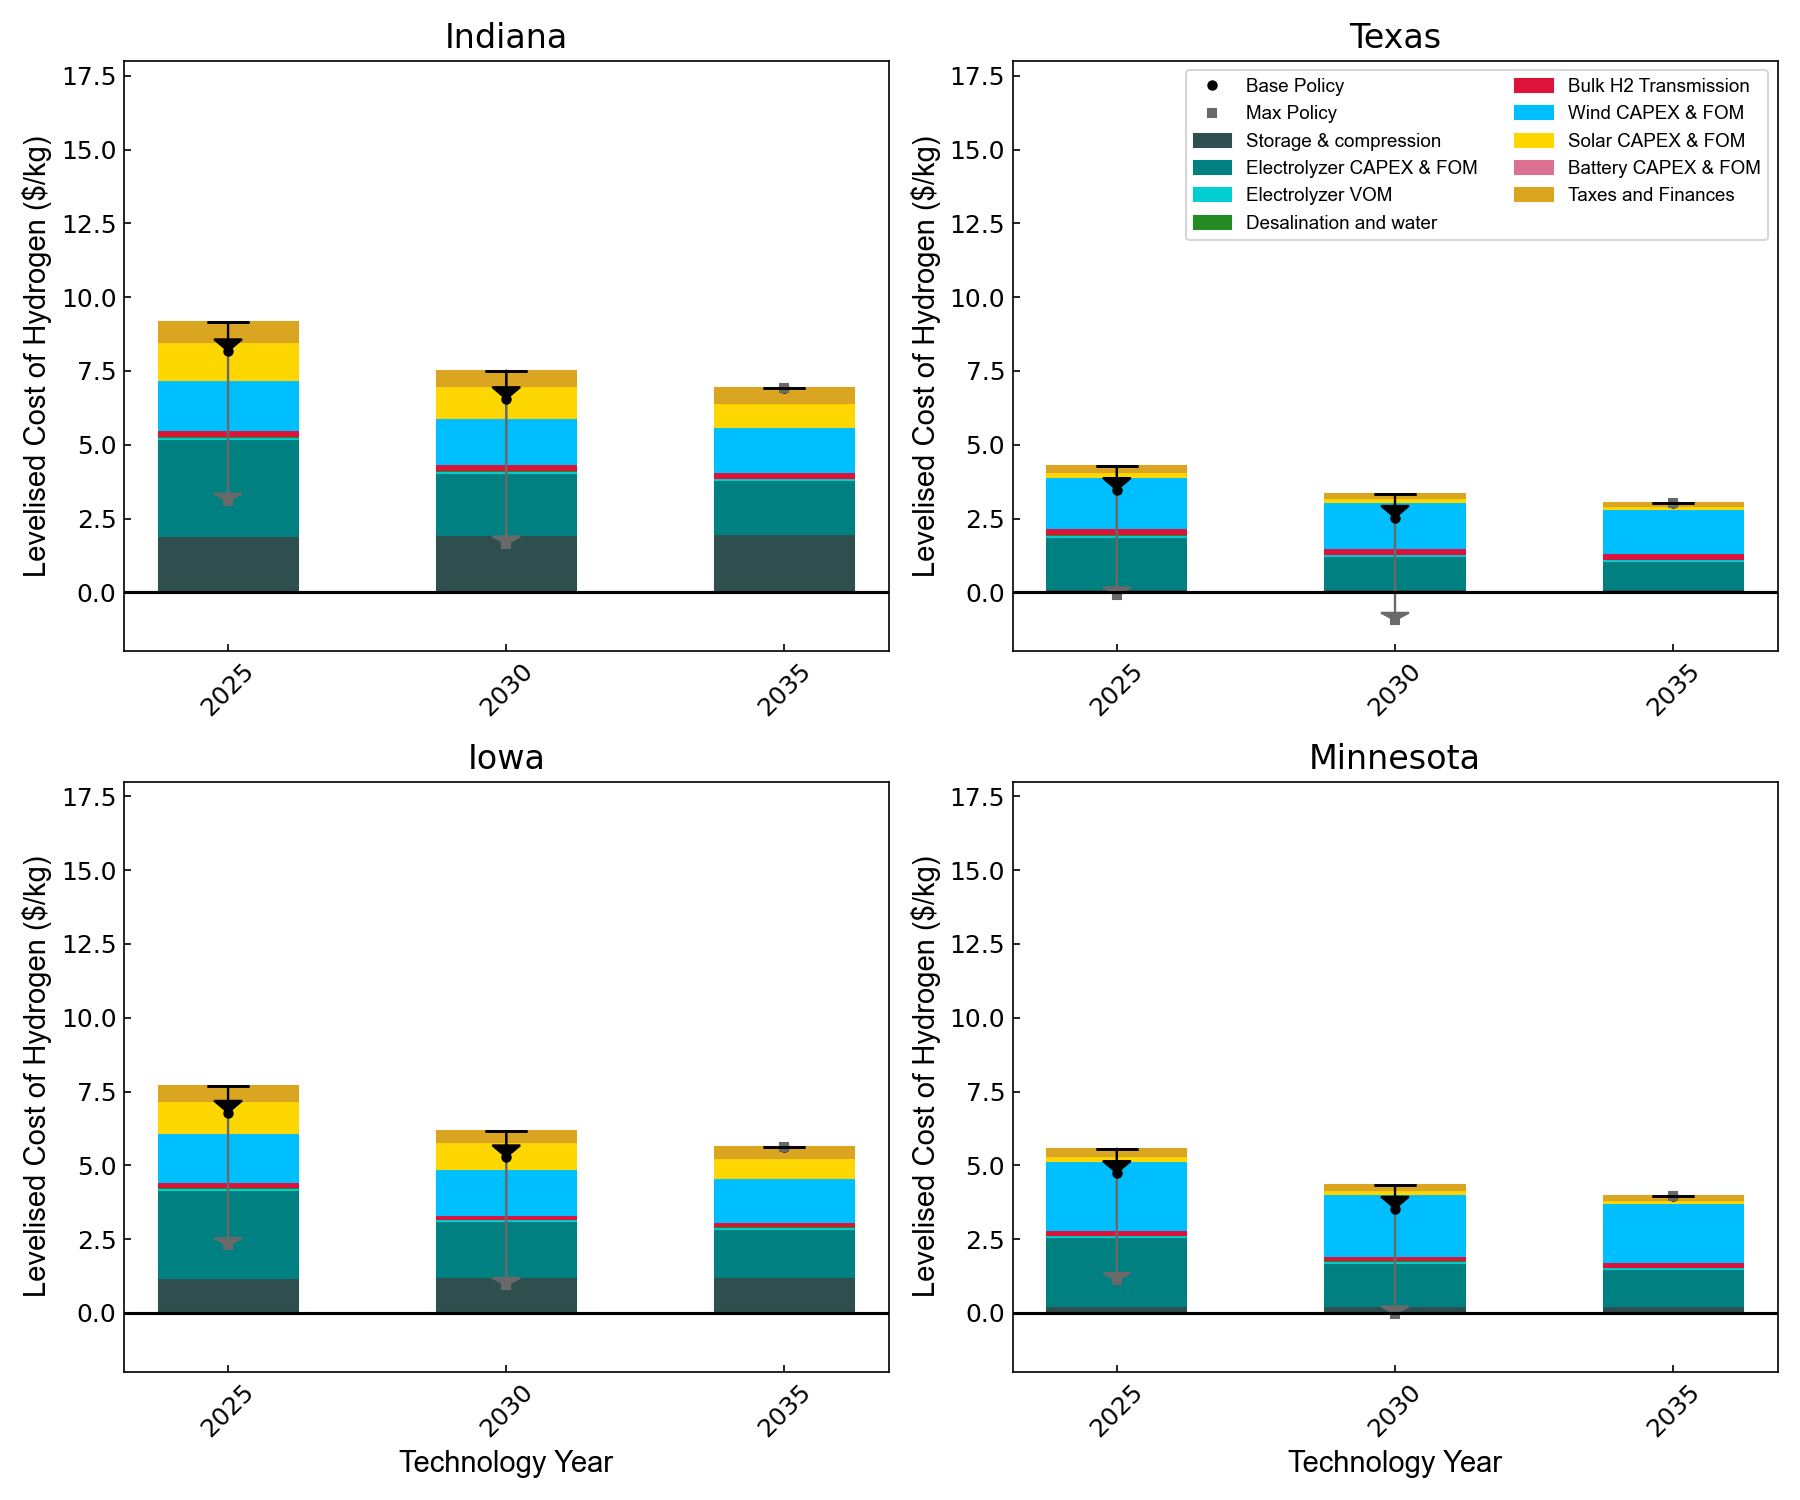 Indiana
Levelised Cost of Hydrogen ($/kg)
17.5
15.0
12.5
10.0
7.5
5.0
2.5
0.0
2025
2030
2035
Texas
Levelised Cost of Hydrogen ($/kg)
17.5
15.0
12.5
10.0
7.5
5.0
2.5
0.0
Base Policy
Max Policy
Storage & compression
Electrolyzer CAPEX & FOM
Electrolyzer VOM
Desalination and water
Bulk H2 Transmission
Wind CAPEX & FOM
Solar CAPEX & FOM
Battery CAPEX & FOM
Taxes and Finances
2025
2030
2035
Iowa
Levelised Cost of Hydrogen ($/kg)
17.5
15.0
12.5
10.0
7.5
5.0
2.5
0.0
2025
2030
2035
Technology Year
Minnesota
Levelised Cost of Hydrogen ($/kg)
17.5
15.0
12.5
10.0
7.5
5.0
2.5
0.0
2025
2030
2035
Technology Year